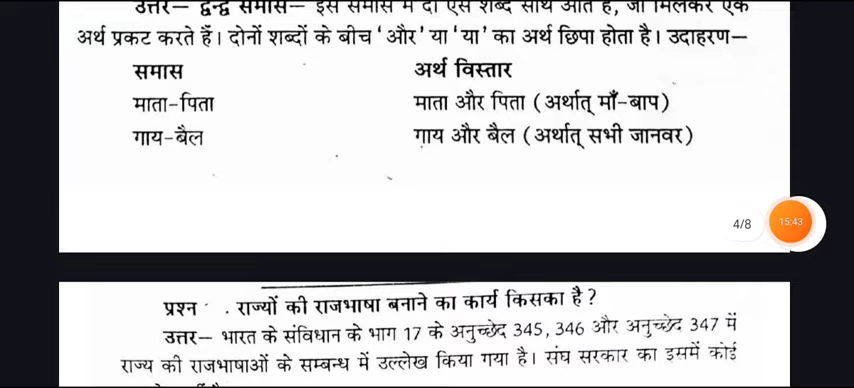 उत्तर— द्वन्द्व समास— इस समास में दो ऐसे शब्द साथ आते हैं, जो मिलकर एक
अर्थ प्रकट करते हैं। दोनों शब्दों के बीच 'और' या 'या' का अर्थ छिपा होता है। उदाहरण—
समास अर्थ विस्तार
माता-पिता माता और पिता (अर्थात् माँ-बाप)
गाय-बैल गाय और बैल (अर्थात् सभी जानवर)
4/8 15:43
प्रश्न . राज्यों की राजभाषा बनाने का कार्य किसका है?
उत्तर— भारत के संविधान के भाग 17 के अनुच्छेद 345, 346 और अनुच्छेद 347 में
राज्य की राजभाषाओं के सम्बन्ध में उल्लेख किया गया है। संघ सरकार का इसमें कोई